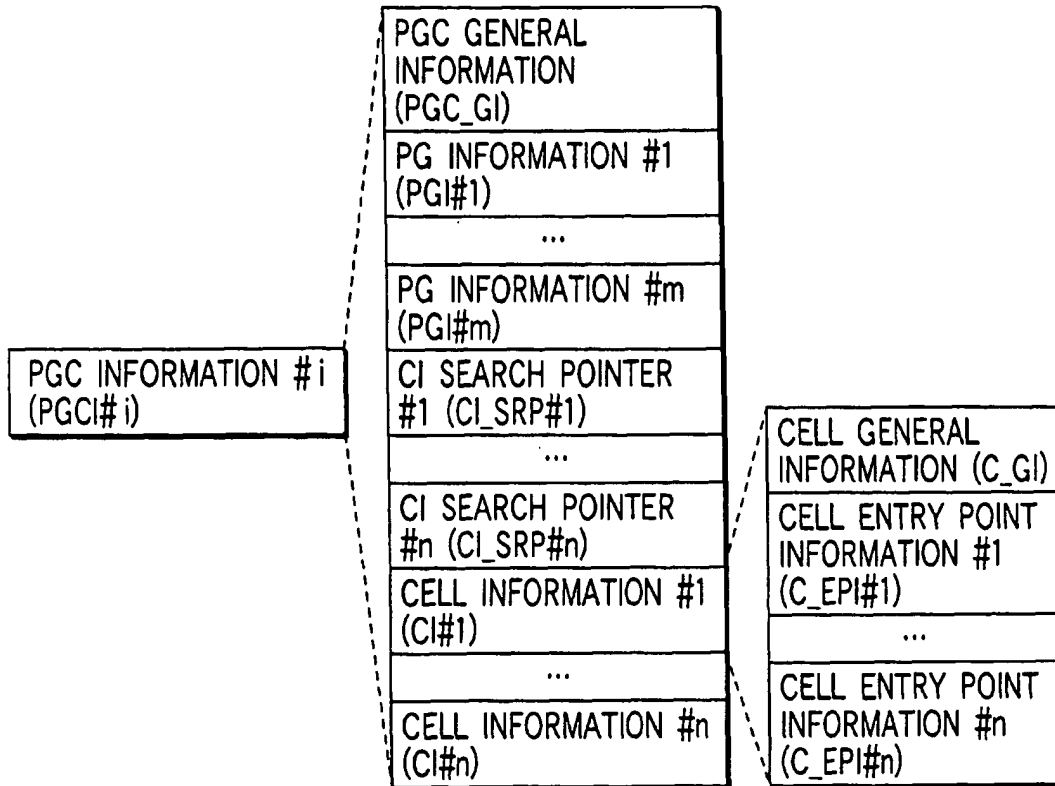 PGC INFORMATION #i
(PGCI#i)
PGC GENERAL
INFORMATION
(PGC_GI)
PG INFORMATION #1
(PGI#1)
...
PG INFORMATION #m
(PGI#m)
CI SEARCH POINTER
#1 (CI_SRP#1)
...
CI SEARCH POINTER
#n (CI_SRP#n)
CELL INFORMATION #1
(CI#1)
...
CELL INFORMATION #n
(CI#n)
CELL GENERAL
INFORMATION (C_GI)
CELL ENTRY POINT
INFORMATION #1
(C_EPI#1)
...
CELL ENTRY POINT
INFORMATION #n
(C_EPI#n)